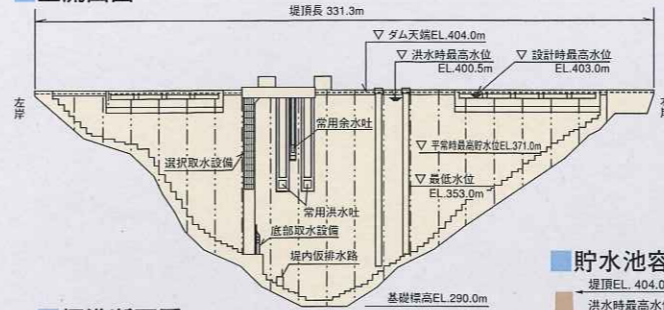 堤頂長 331.3m
▽ ダム天端EL.404.0m
▽ 洪水時最高水位
EL.400.5m
▽ 設計時最高水位
EL.403.0m
左岸
右岸
常用余水吐
選択取水設備
▽ 平常時最高貯水位EL.371.0m
▽ 最低水位
EL.353.0m
常用洪水吐
底部取水設備
堤内仮排水路
基礎標高EL.290.0m
貯水池容
堤頂EL. 404.0
洪水時最高水位